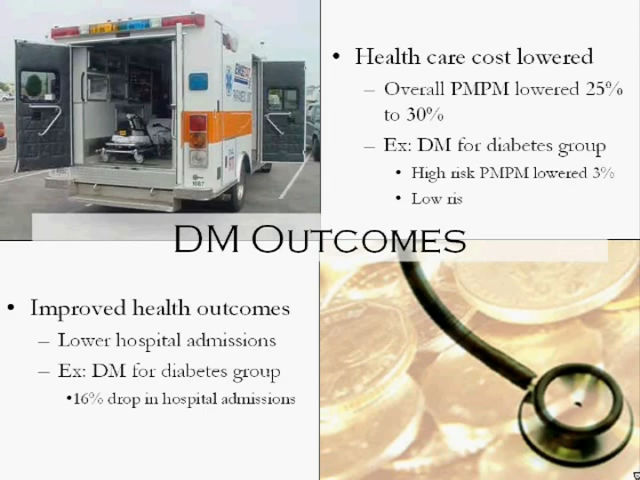 • Health care cost lowered
– Overall PMPM lowered 25%
to 30%
– Ex: DM for diabetes group
• High risk PMPM lowered 3%
• Low ris
DM Outcomes
• Improved health outcomes
– Lower hospital admissions
– Ex: DM for diabetes group
•16% drop in hospital admissions